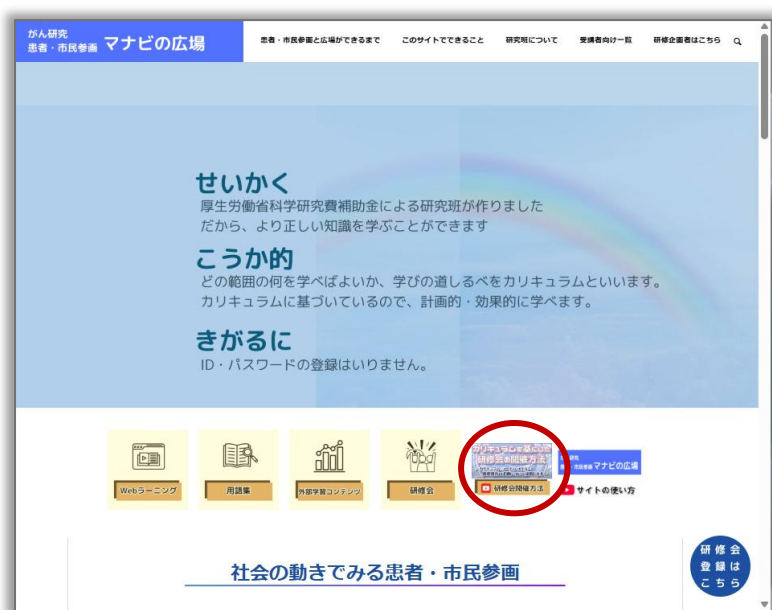 がん研究
患者・市民参画 マナビの広場
患者・市民参画と広場ができるまで
このサイトでできること
研究班について
受講者向け一覧
研修企画者はこちら
せいかく
厚生労働省科学研究費補助金による研究班が作りました
だから、より正しい知識を学ぶことができます
こうか的
どの範囲の何を学べばよいか、学びの道しるべをカリキュラムといいます。
カリキュラムに基づいているので、計画的・効果的に学べます。
きがるに
ID・パスワードの登録はいりません。
Webラーニング
用語集
外部学習コンテンツ
研修会
カリキュラムを基にした
研修会の開催方法
研修会開催方法
マナビの広場
サイトの使い方
社会の動きでみる患者・市民参画
研修会
登録は
こちら